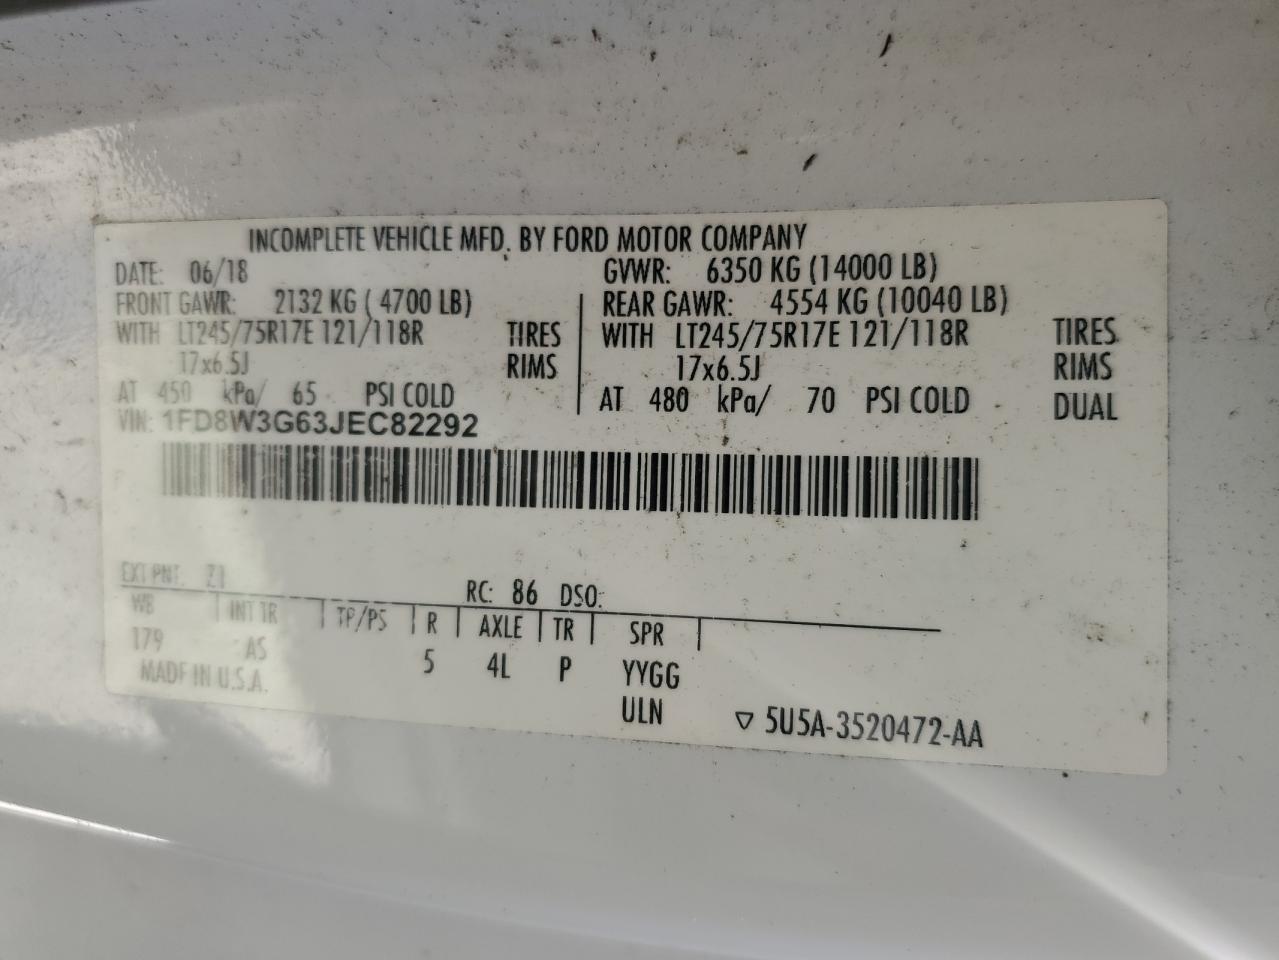 INCOMPLETE VEHICLE MFD. BY FORD MOTOR COMPANY
DATE: 06/18 GVWR: 6350 KG (14000 LB)
FRONT GAWR: 2132 KG ( 4700 LB) REAR GAWR: 4554 KG (10040 LB)
WITH LT245/75R17E 121/118R TIRES WITH LT245/75R17E 121/118R TIRES
17x6.5J RIMS 17x6.5J RIMS
AT 450 kPa/ 65 PSI COLD AT 480 kPa/ 70 PSI COLD DUAL
VIN: 1FD8W3G63JEC82292
EXT PNT: Z1 RC: 86 DSO:
WB INT TR TP/PS R AXLE TR SPR
179 AS 5 4L P YYGG
MADE IN U.S.A. ULN ▽ 5U5A-3520472-AA